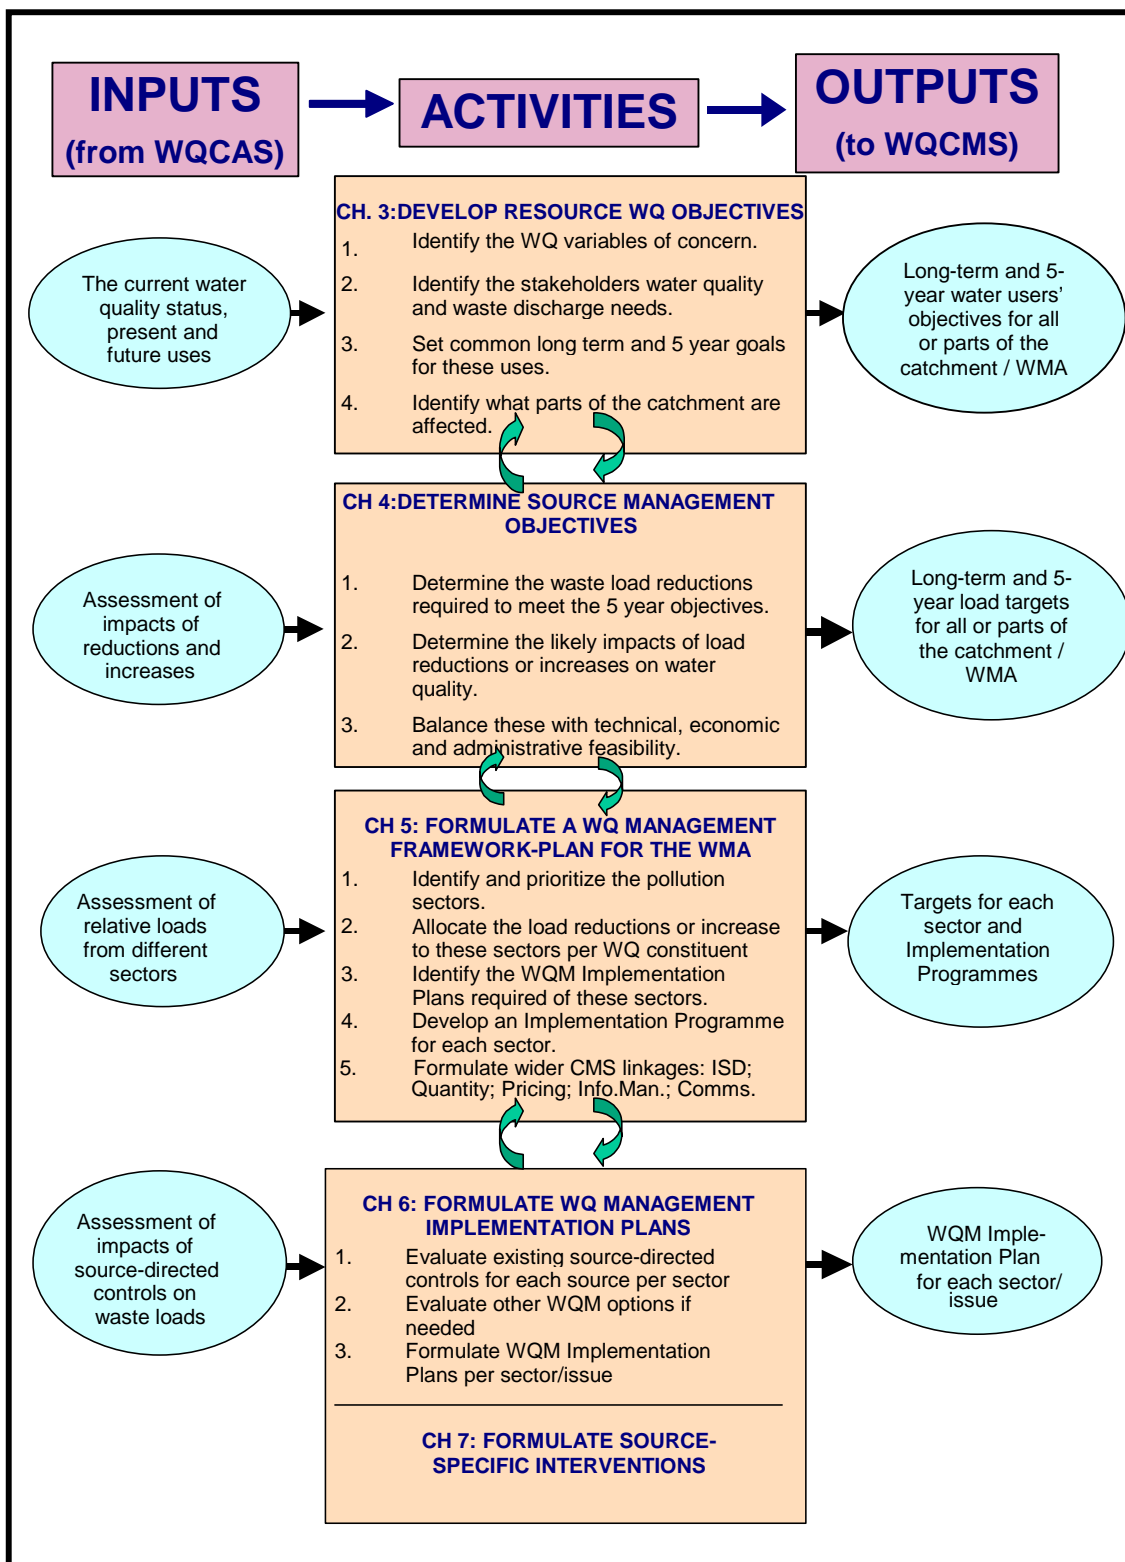 INPUTS
(from WQCAS)
ACTIVITIES
OUTPUTS
(to WQCMS)
The current water
quality status,
present and
future uses
CH. 3:DEVELOP RESOURCE WQ OBJECTIVES
1. Identify the WQ variables of concern.
2. Identify the stakeholders water quality
and waste discharge needs.
3. Set common long term and 5 year goals
for these uses.
4. Identify what parts of the catchment are
affected.
Long-term and 5-
year water users’
objectives for all
or parts of the
catchment / WMA
Assessment of
impacts of
reductions and
increases
CH 4:DETERMINE SOURCE MANAGEMENT
OBJECTIVES
1. Determine the waste load reductions
required to meet the 5 year objectives.
2. Determine the likely impacts of load
reductions or increases on water
quality.
3. Balance these with technical, economic
and administrative feasibility.
Long-term and 5-
year load targets
for all or parts of
the catchment /
WMA
Assessment of
relative loads
from different
sectors
CH 5: FORMULATE A WQ MANAGEMENT
FRAMEWORK-PLAN FOR THE WMA
1. Identify and prioritize the pollution
sectors.
2. Allocate the load reductions or increase
to these sectors per WQ constituent
3. Identify the WQM Implementation
Plans required of these sectors.
4. Develop an Implementation Programme
for each sector.
5. Formulate wider CMS linkages: ISD;
Quantity; Pricing; Info.Man.; Comms.
Targets for each
sector and
Implementation
Programmes
Assessment of
impacts of
source-directed
controls on
waste loads
CH 6: FORMULATE WQ MANAGEMENT
IMPLEMENTATION PLANS
1. Evaluate existing source-directed
controls for each source per sector
2. Evaluate other WQM options if
needed
3. Formulate WQM Implementation
Plans per sector/issue
CH 7: FORMULATE SOURCE-
SPECIFIC INTERVENTIONS
WQM Imple-
mentation Plan
for each sector/
issue